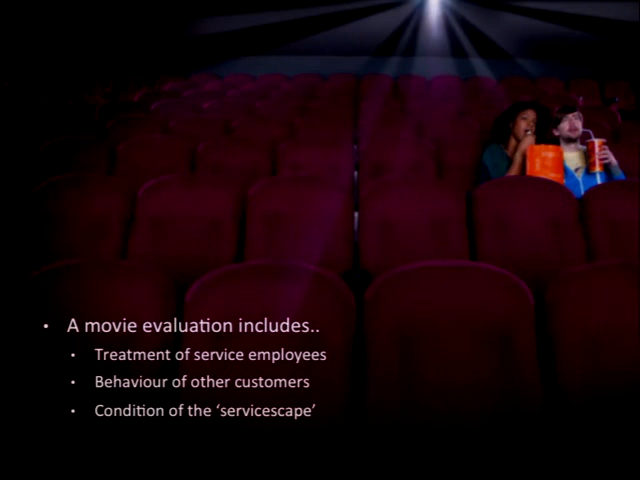 A movie evaluation includes..
Treatment of service employees
Behaviour of other customers
Condition of the ‘servicescape’